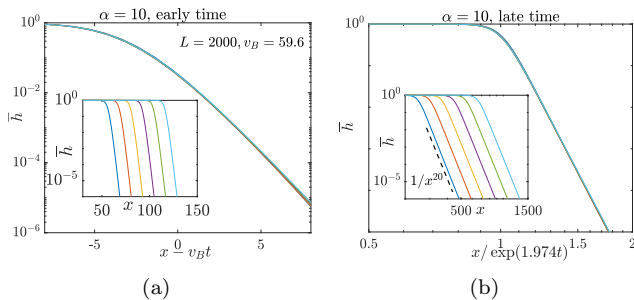 α = 10, early time
L = 2000, v_B = 59.6
10^0
10^-2
10^-4
10^-6
h̅
10^0
10^-5
h̅
50 100 150
x
-5 0 5
x − v_B t
(a)
α = 10, late time
10^0
h̅
10^0
10^-5
h̅
1/x^20
500 1500
x
0.5 1 1.5 2
x/ exp(1.974t)
(b)